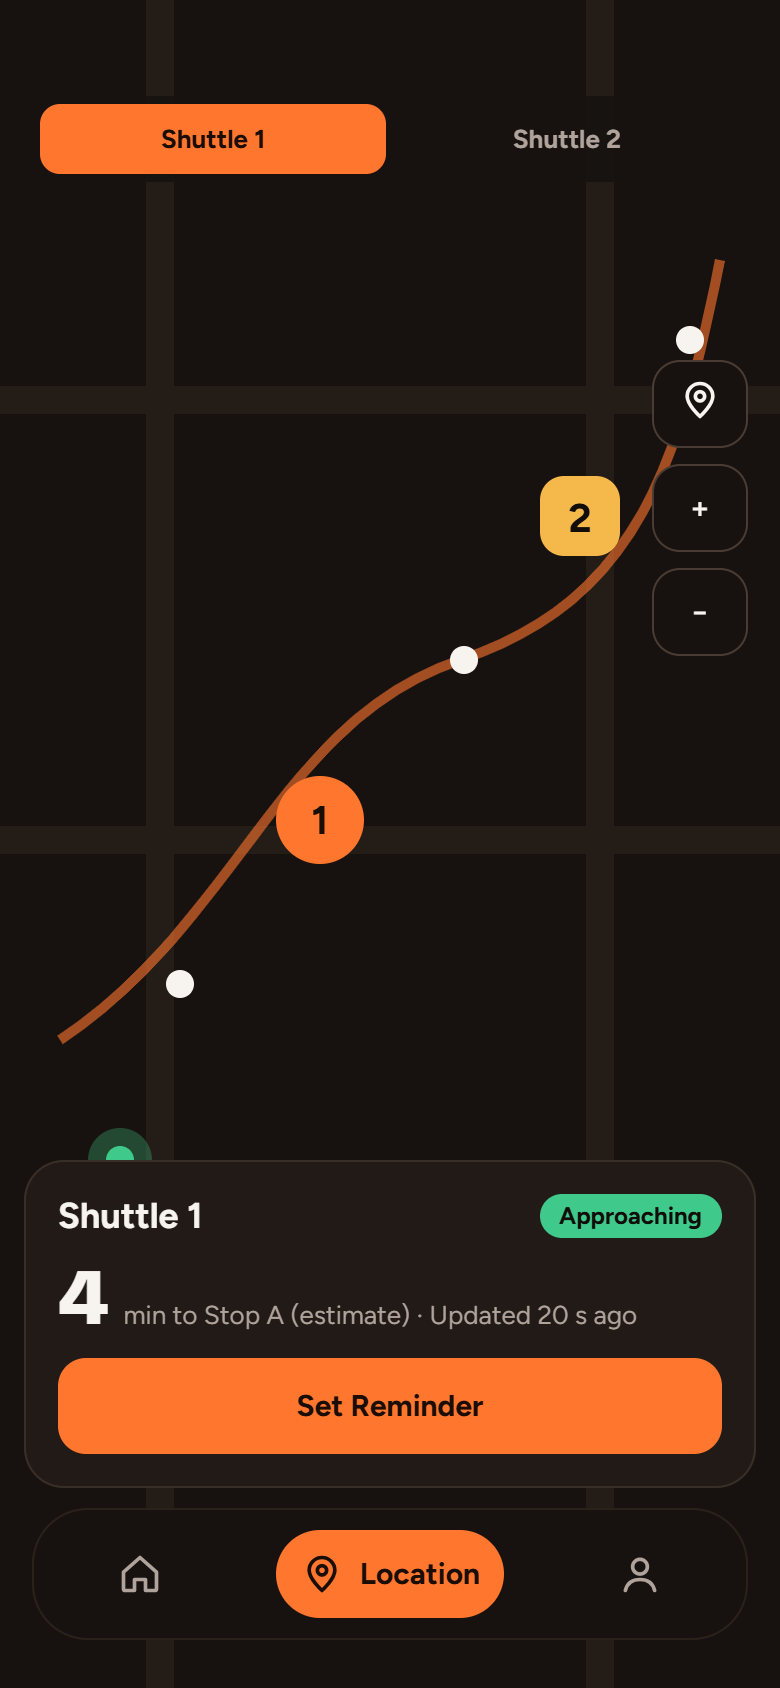 Shuttle 1
Shuttle 2
2
+
-
1
Shuttle 1
Approaching
4 min to Stop A (estimate) · Updated 20 s ago
Set Reminder
Location